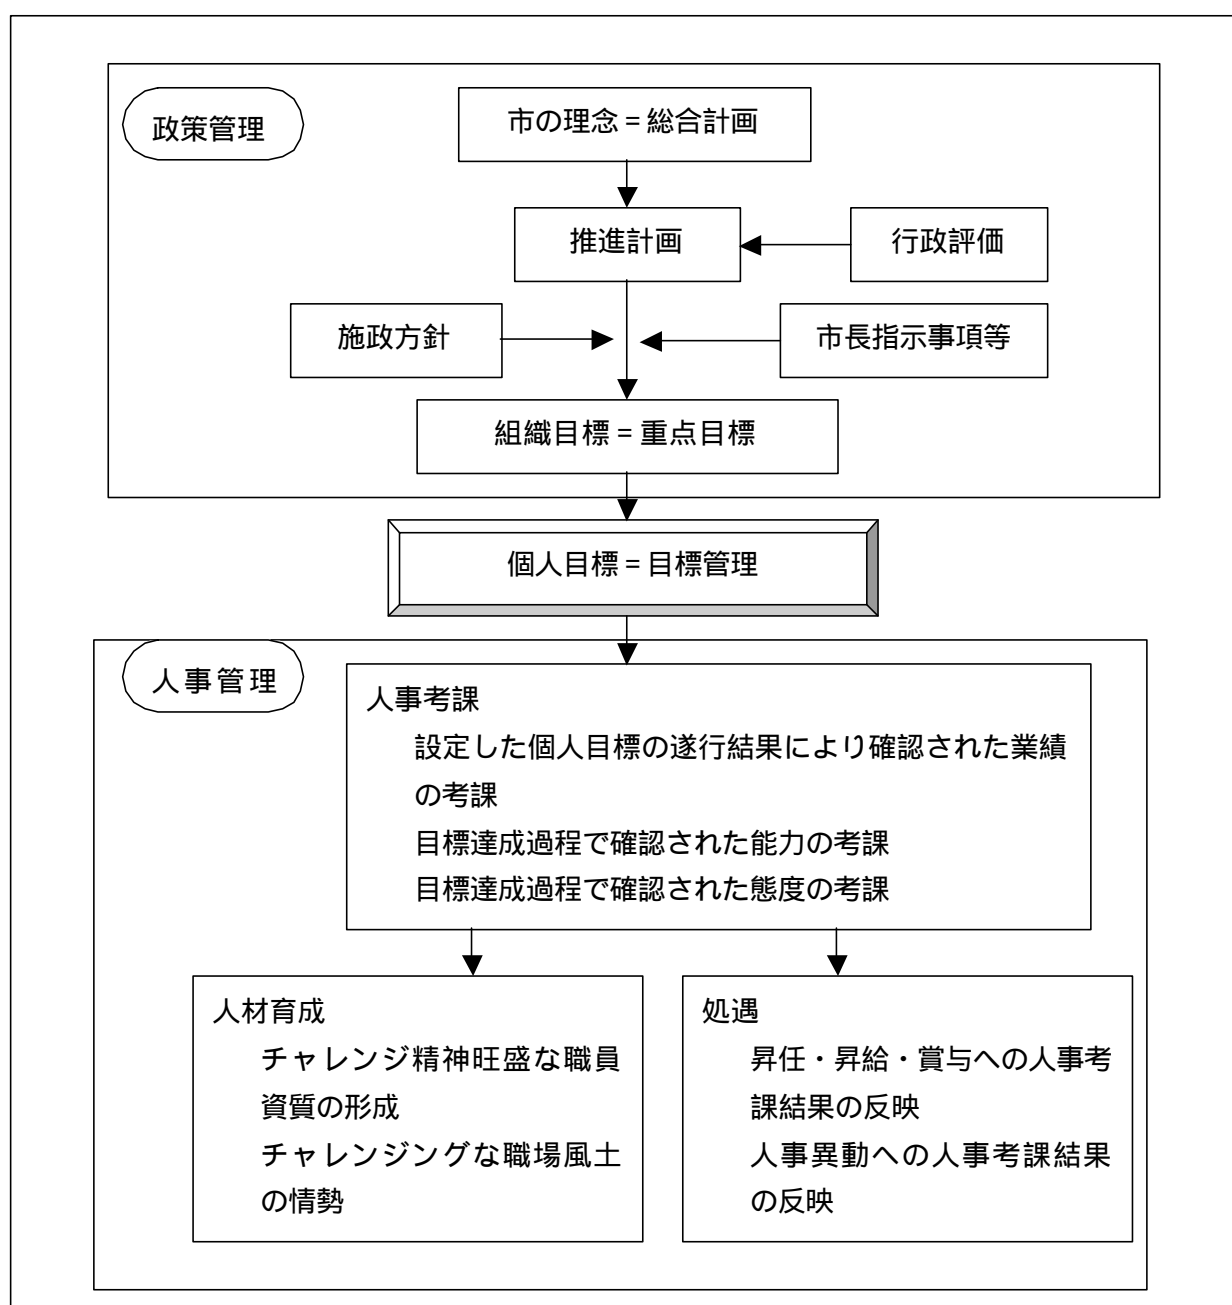 政策管理
市の理念 = 総合計画
推進計画
行政評価
施政方針
市長指示事項等
組織目標 = 重点目標
個人目標 = 目標管理
人事管理
人事考課
設定した個人目標の遂行結果により確認された業績
の考課
目標達成過程で確認された能力の考課
目標達成過程で確認された態度の考課
人材育成
チャレンジ精神旺盛な職員
資質の形成
チャレンジングな職場風土
の情勢
処遇
昇任・昇給・賞与への人事考
課結果の反映
人事異動への人事考課結果
の反映